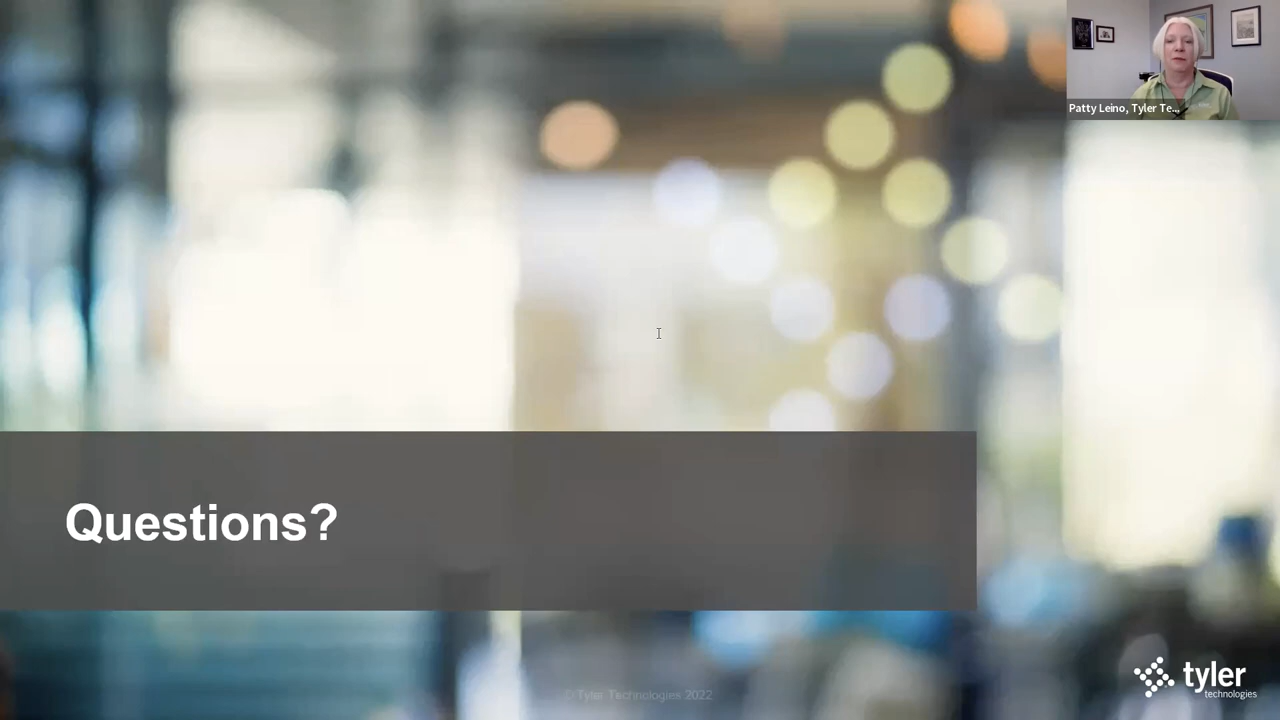 Patty Leino, Tyler Te...
Questions?
© Tyler Technologies 2022
tyler
technologies